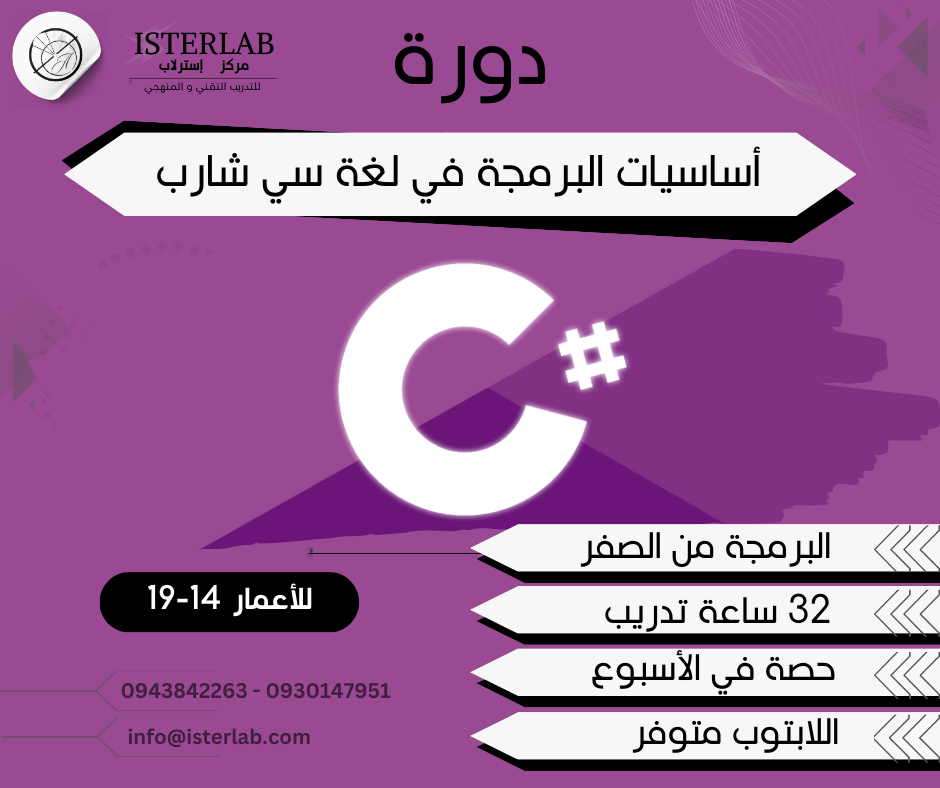 ISTERLAB
مركز إسترلاب
للتدريب التقني و المنهجي
دورة
أساسيات البرمجة في لغة سي شارب
C#
البرمجة من الصفر
32 ساعة تدريب
حصة في الأسبوع
اللابتوب متوفر
للأعمار 14-19
0943842263 - 0930147951
info@isterlab.com